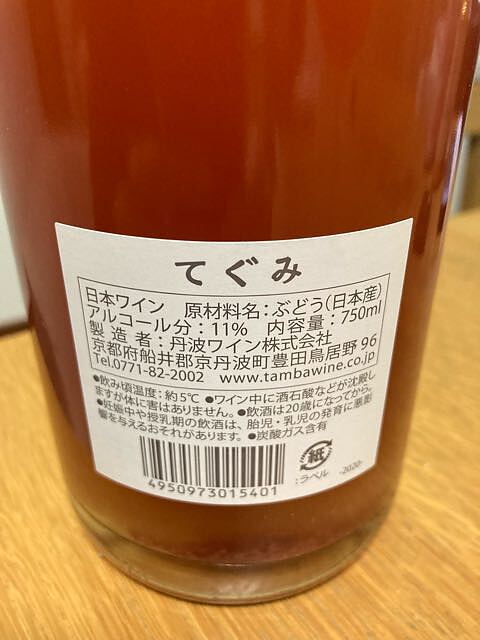 てぐみ
日本ワイン 原材料名：ぶどう（日本産）
アルコール分：11% 内容量：750ml
製造者：丹波ワイン株式会社
京都府船井郡京丹波町豊田鳥居野 96
Tel.0771-82-2002 www.tambawine.co.jp
●飲み頃温度：約5℃ ●ワイン中に酒石酸などが沈殿し
ますが体に害はありません。●飲酒は20歳になってから。
●妊娠中や授乳期の飲酒は、胎児・乳児の発育に悪影
響を与えるおそれがあります。●炭酸ガス含有
4950973015401
紙
：ラベル -2020-